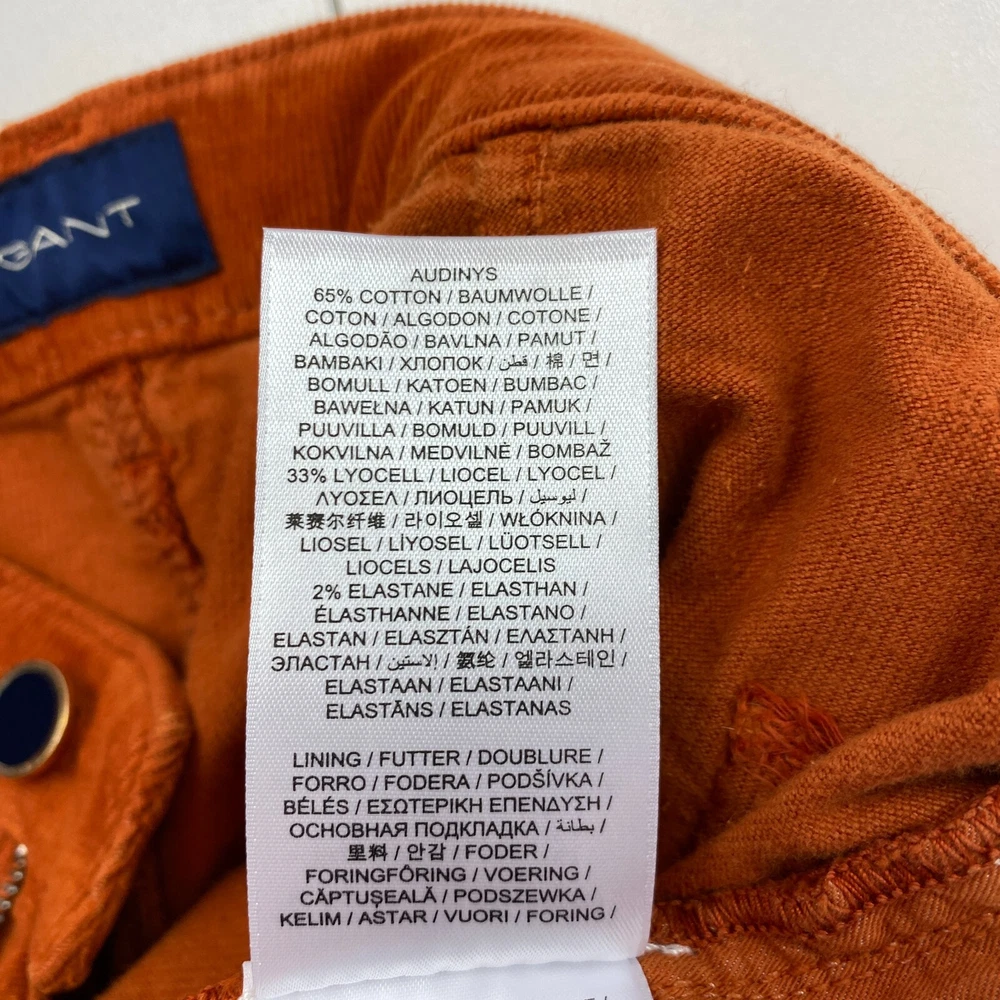 GANT
AUDINYS
65% COTTON / BAUMWOLLE /
COTON / ALGODON / COTONE /
ALGODÃO / BAVLNA / PAMUT /
BAMBAKI / ХЛОПОК / قطن / 棉 / 면 /
BOMULL / KATOEN / BUMBAC /
BAWEŁNA / KATUN / PAMUK /
PUUVILLA / BOMULD / PUUVILL /
KOKVILNA / MEDVILNĖ / BOMBAŽ
33% LYOCELL / LIOCEL / LYOCEL /
ΛΥΟΣΕΛ / ЛИОЦЕЛЬ / ليوسيل /
莱赛尔纤维 / 라이오셀 / WŁÓKNINA /
LIOSEL / LİYOSEL / LÜOTSELL /
LIOCELS / LAJOCELIS
2% ELASTANE / ELASTHAN /
ÉLASTHANNE / ELASTANO /
ELASTAN / ELASZTÁN / ΕΛΑΣΤΑΝΗ /
ЭЛАСТАН / إلاستين / 氨纶 / 엘라스테인 /
ELASTAAN / ELASTAANI /
ELASTĀNS / ELASTANAS
LINING / FUTTER / DOUBLURE /
FORRO / FODERA / PODŠÍVKA /
BÉLÉS / ΕΣΩΤΕΡΙΚΗ ΕΠΕΝΔΥΣΗ /
ОСНОВНАЯ ПОДКЛАДКА / بطانة /
里料 / 안감 / FODER /
FORINGFÔRING / VOERING /
CĂPTUȘEALĂ / PODSZEWKA /
KELIM / ASTAR / VUORI / FORING /